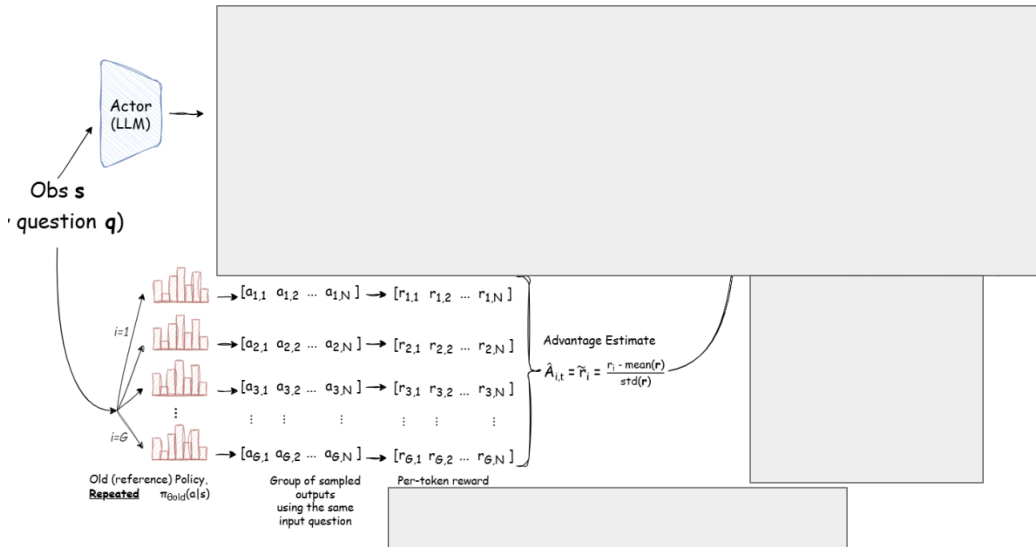 Actor
(LLM)
Obs s
question q)
i=1
i=G
[a₁,₁ a₁,₂ ... a₁,N ]
[r₁,₁ r₁,₂ ... r₁,N ]
[a₂,₁ a₂,₂ ... a₂,N ]
[r₂,₁ r₂,₂ ... r₂,N ]
[a₃,₁ a₃,₂ ... a₃,N ]
[r₃,₁ r₃,₂ ... r₃,N ]
⋮ ⋮ ⋮ ⋮
⋮ ⋮ ⋮
[aG,₁ aG,₂ ... aG,N ]
[rG,₁ rG,₂ ... rG,N ]
Advantage Estimate
Âᵢ,ₜ = r̃ᵢ = (rᵢ - mean(r)) / std(r)
Old (reference) Policy,
Repeated π_θold(a|s)
Group of sampled
outputs
using the same
input question
Per-token reward